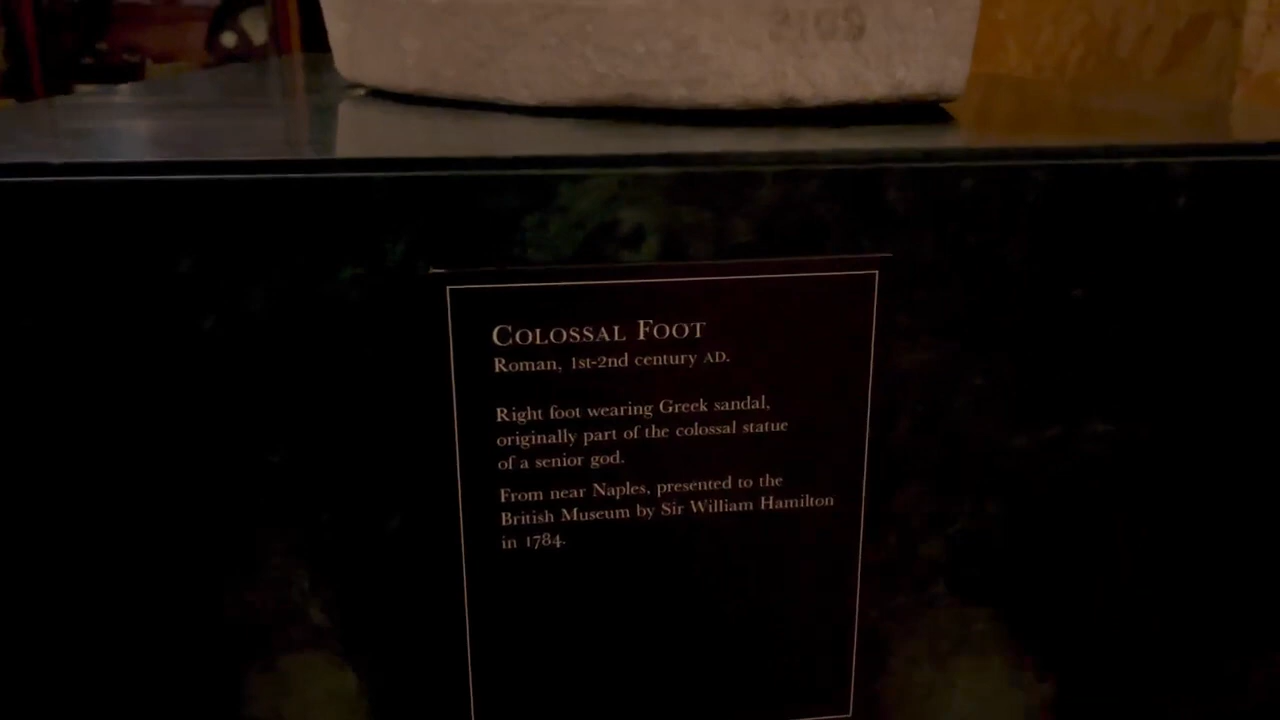 COLOSSAL FOOT
Roman, 1st-2nd century AD.
Right foot wearing Greek sandal,
originally part of the colossal statue
of a senior god.
From near Naples, presented to the
British Museum by Sir William Hamilton
in 1784.